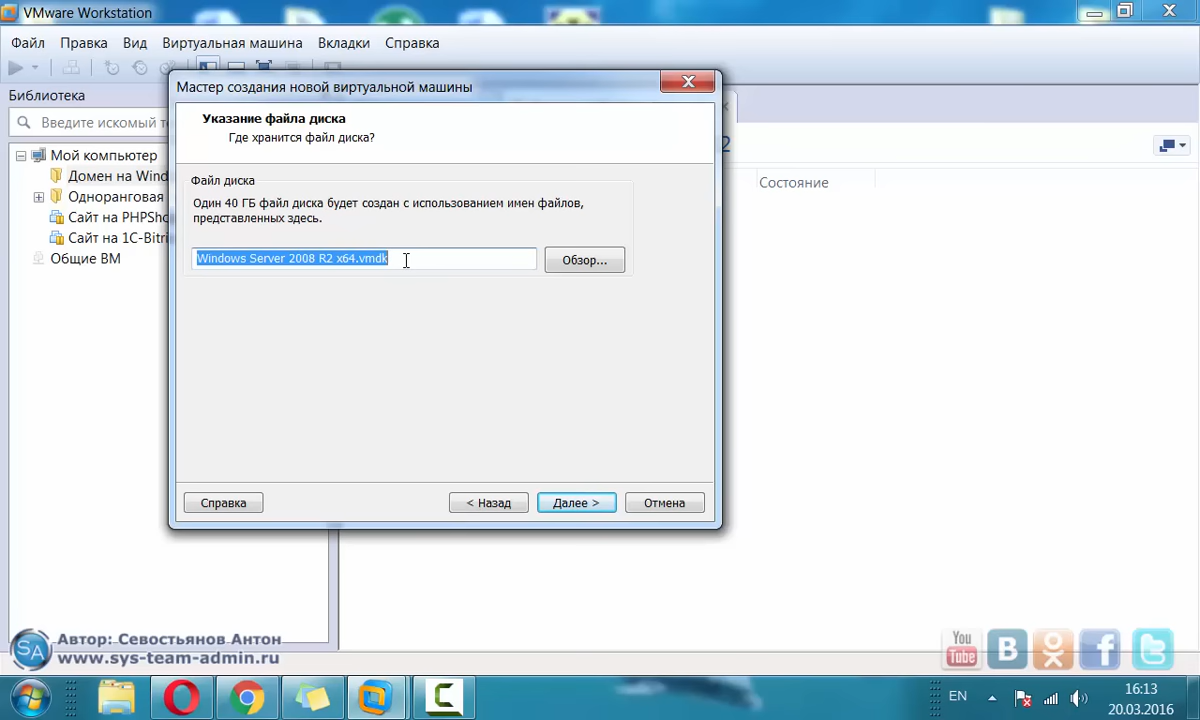 VMware Workstation
Файл Правка Вид Виртуальная машина Вкладки Справка
Библиотека
Введите искомый т
Мой компьютер
Домен на Wind
Одноранговая
Сайт на PHPSho
Сайт на 1C-Bitri
Общие ВМ
Мастер создания новой виртуальной машины
Указание файла диска
Где хранится файл диска?
Файл диска
Один 40 ГБ файл диска будет создан с использованием имен файлов,
представленных здесь.
Windows Server 2008 R2 x64.vmdk
Обзор...
Справка
< Назад
Далее >
Отмена
2
Состояние
Автор: Севостьянов Антон
www.sys-team-admin.ru
SA
You
Tube
B
f
EN
16:13
20.03.2016